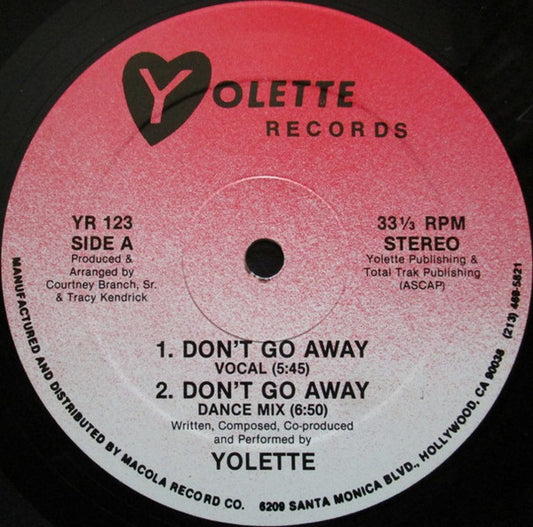 YOLETTE
RECORDS
YR 123
SIDE A
Produced &
Arranged by
Courtney Branch, Sr.
& Tracy Kendrick
33 1/3 RPM
STEREO
Yolette Publishing &
Total Trak Publishing
(ASCAP)
1. DON'T GO AWAY
VOCAL (5:45)
2. DON'T GO AWAY
DANCE MIX (6:50)
Written, Composed, Co-produced
and Performed by
YOLETTE
MANUFACTURED AND DISTRIBUTED BY MACOLA RECORD CO. 6209 SANTA MONICA BLVD., HOLLYWOOD, CA 90038 (213) 469-5821